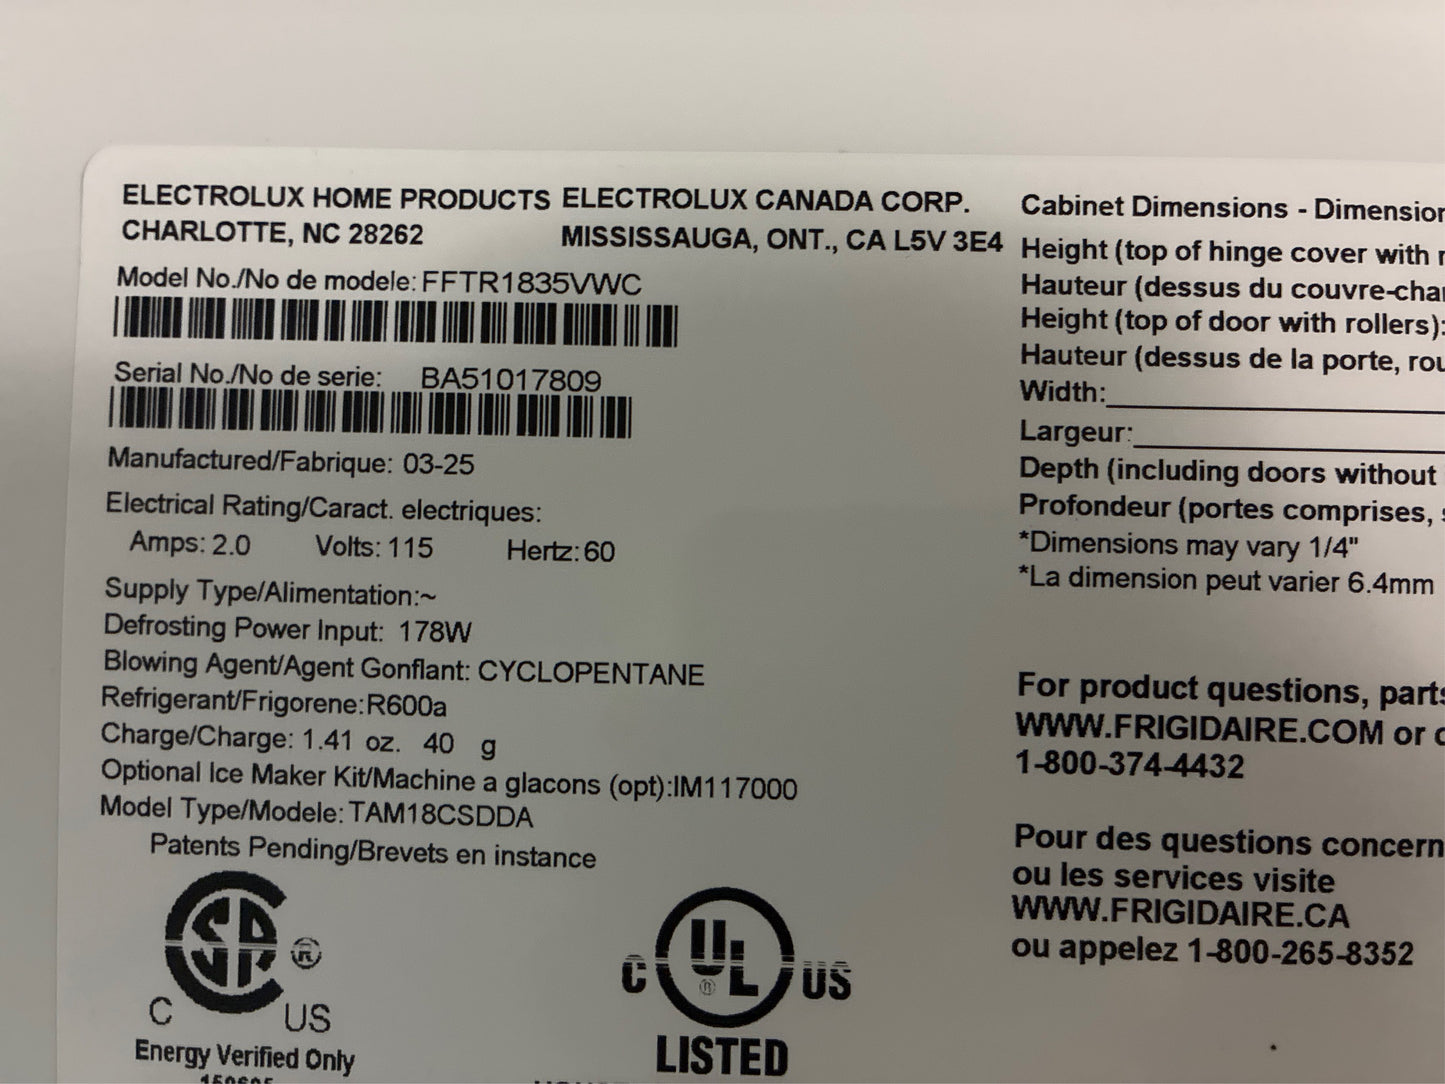 ELECTROLUX HOME PRODUCTS
CHARLOTTE, NC 28262
ELECTROLUX CANADA CORP.
MISSISSAUGA, ONT., CA L5V 3E4
Model No./No de modele: FFTR1835VWC
Serial No./No de serie: BA51017809
Manufactured/Fabrique: 03-25
Electrical Rating/Caract. electriques:
Amps: 2.0 Volts: 115 Hertz: 60
Supply Type/Alimentation:~
Defrosting Power Input: 178W
Blowing Agent/Agent Gonflant: CYCLOPENTANE
Refrigerant/Frigorene:R600a
Charge/Charge: 1.41 oz. 40 g
Optional Ice Maker Kit/Machine a glacons (opt):IM117000
Model Type/Modele: TAM18CSDDA
Patents Pending/Brevets en instance
SA ®
C US
Energy Verified Only
C UL ® US
LISTED
Cabinet Dimensions - Dimension
Height (top of hinge cover with
Hauteur (dessus du couvre-char
Height (top of door with rollers):
Hauteur (dessus de la porte, rou
Width:
Largeur:
Depth (including doors without
Profondeur (portes comprises,
*Dimensions may vary 1/4"
*La dimension peut varier 6.4mm
For product questions, parts
WWW.FRIGIDAIRE.COM or
1-800-374-4432
Pour des questions concern
ou les services visite
WWW.FRIGIDAIRE.CA
ou appelez 1-800-265-8352